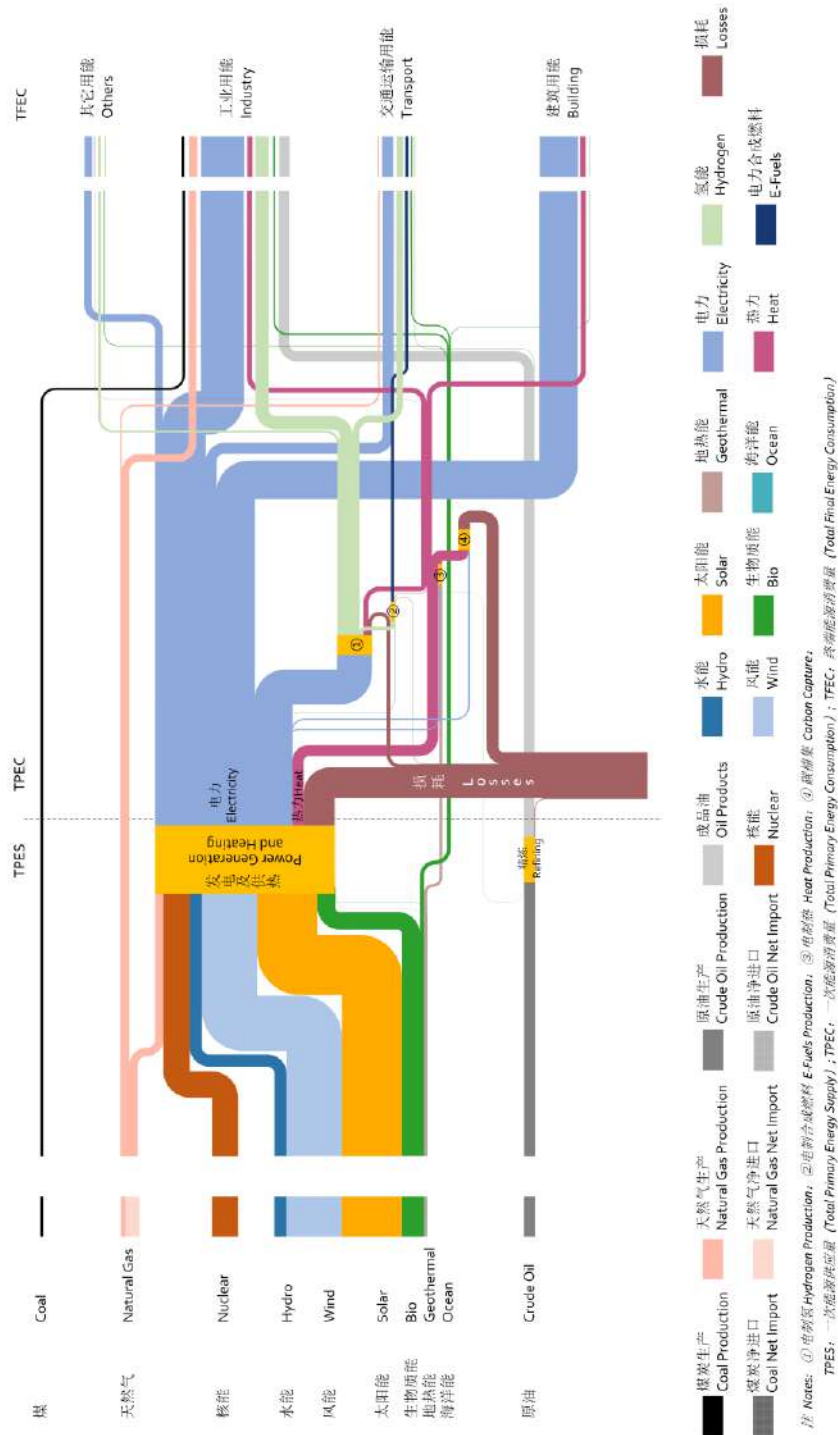 TPES
TPEC
TFEC
煤
Coal
天然气
Natural Gas
核能
Nuclear
水能
Hydro
风能
Wind
太阳能
Solar
生物质能
Bio
地热能
Geothermal
海洋能
Ocean
原油
Crude Oil
发电及供热
Power Generation
and Heating
精炼
Refining
电力
Electricity
热力Heat
损耗
Losses
①
②
③
④
其它用能
Others
工业用能
Industry
交通运输用能
Transport
建筑用能
Building
煤炭生产
Coal Production
天然气生产
Natural Gas Production
原油生产
Crude Oil Production
成品油
Oil Products
水能
Hydro
太阳能
Solar
地热能
Geothermal
电力
Electricity
氢能
Hydrogen
损耗
Losses
煤炭净进口
Coal Net Import
天然气净进口
Natural Gas Net Import
原油净进口
Crude Oil Net Import
核能
Nuclear
风能
Wind
生物质能
Bio
海洋能
Ocean
热力
Heat
电力合成燃料
E-Fuels
注 Notes: ①电制氢 Hydrogen Production; ②电制合成燃料 E-Fuels Production; ③电制热 Heat Production; ④碳捕集 Carbon Capture;
TPES: 一次能源供应量 (Total Primary Energy Supply) ; TPEC: 一次能源消费量 (Total Primary Energy Consumption) ; TFEC: 终端能源消费量 (Total Final Energy Consumption)